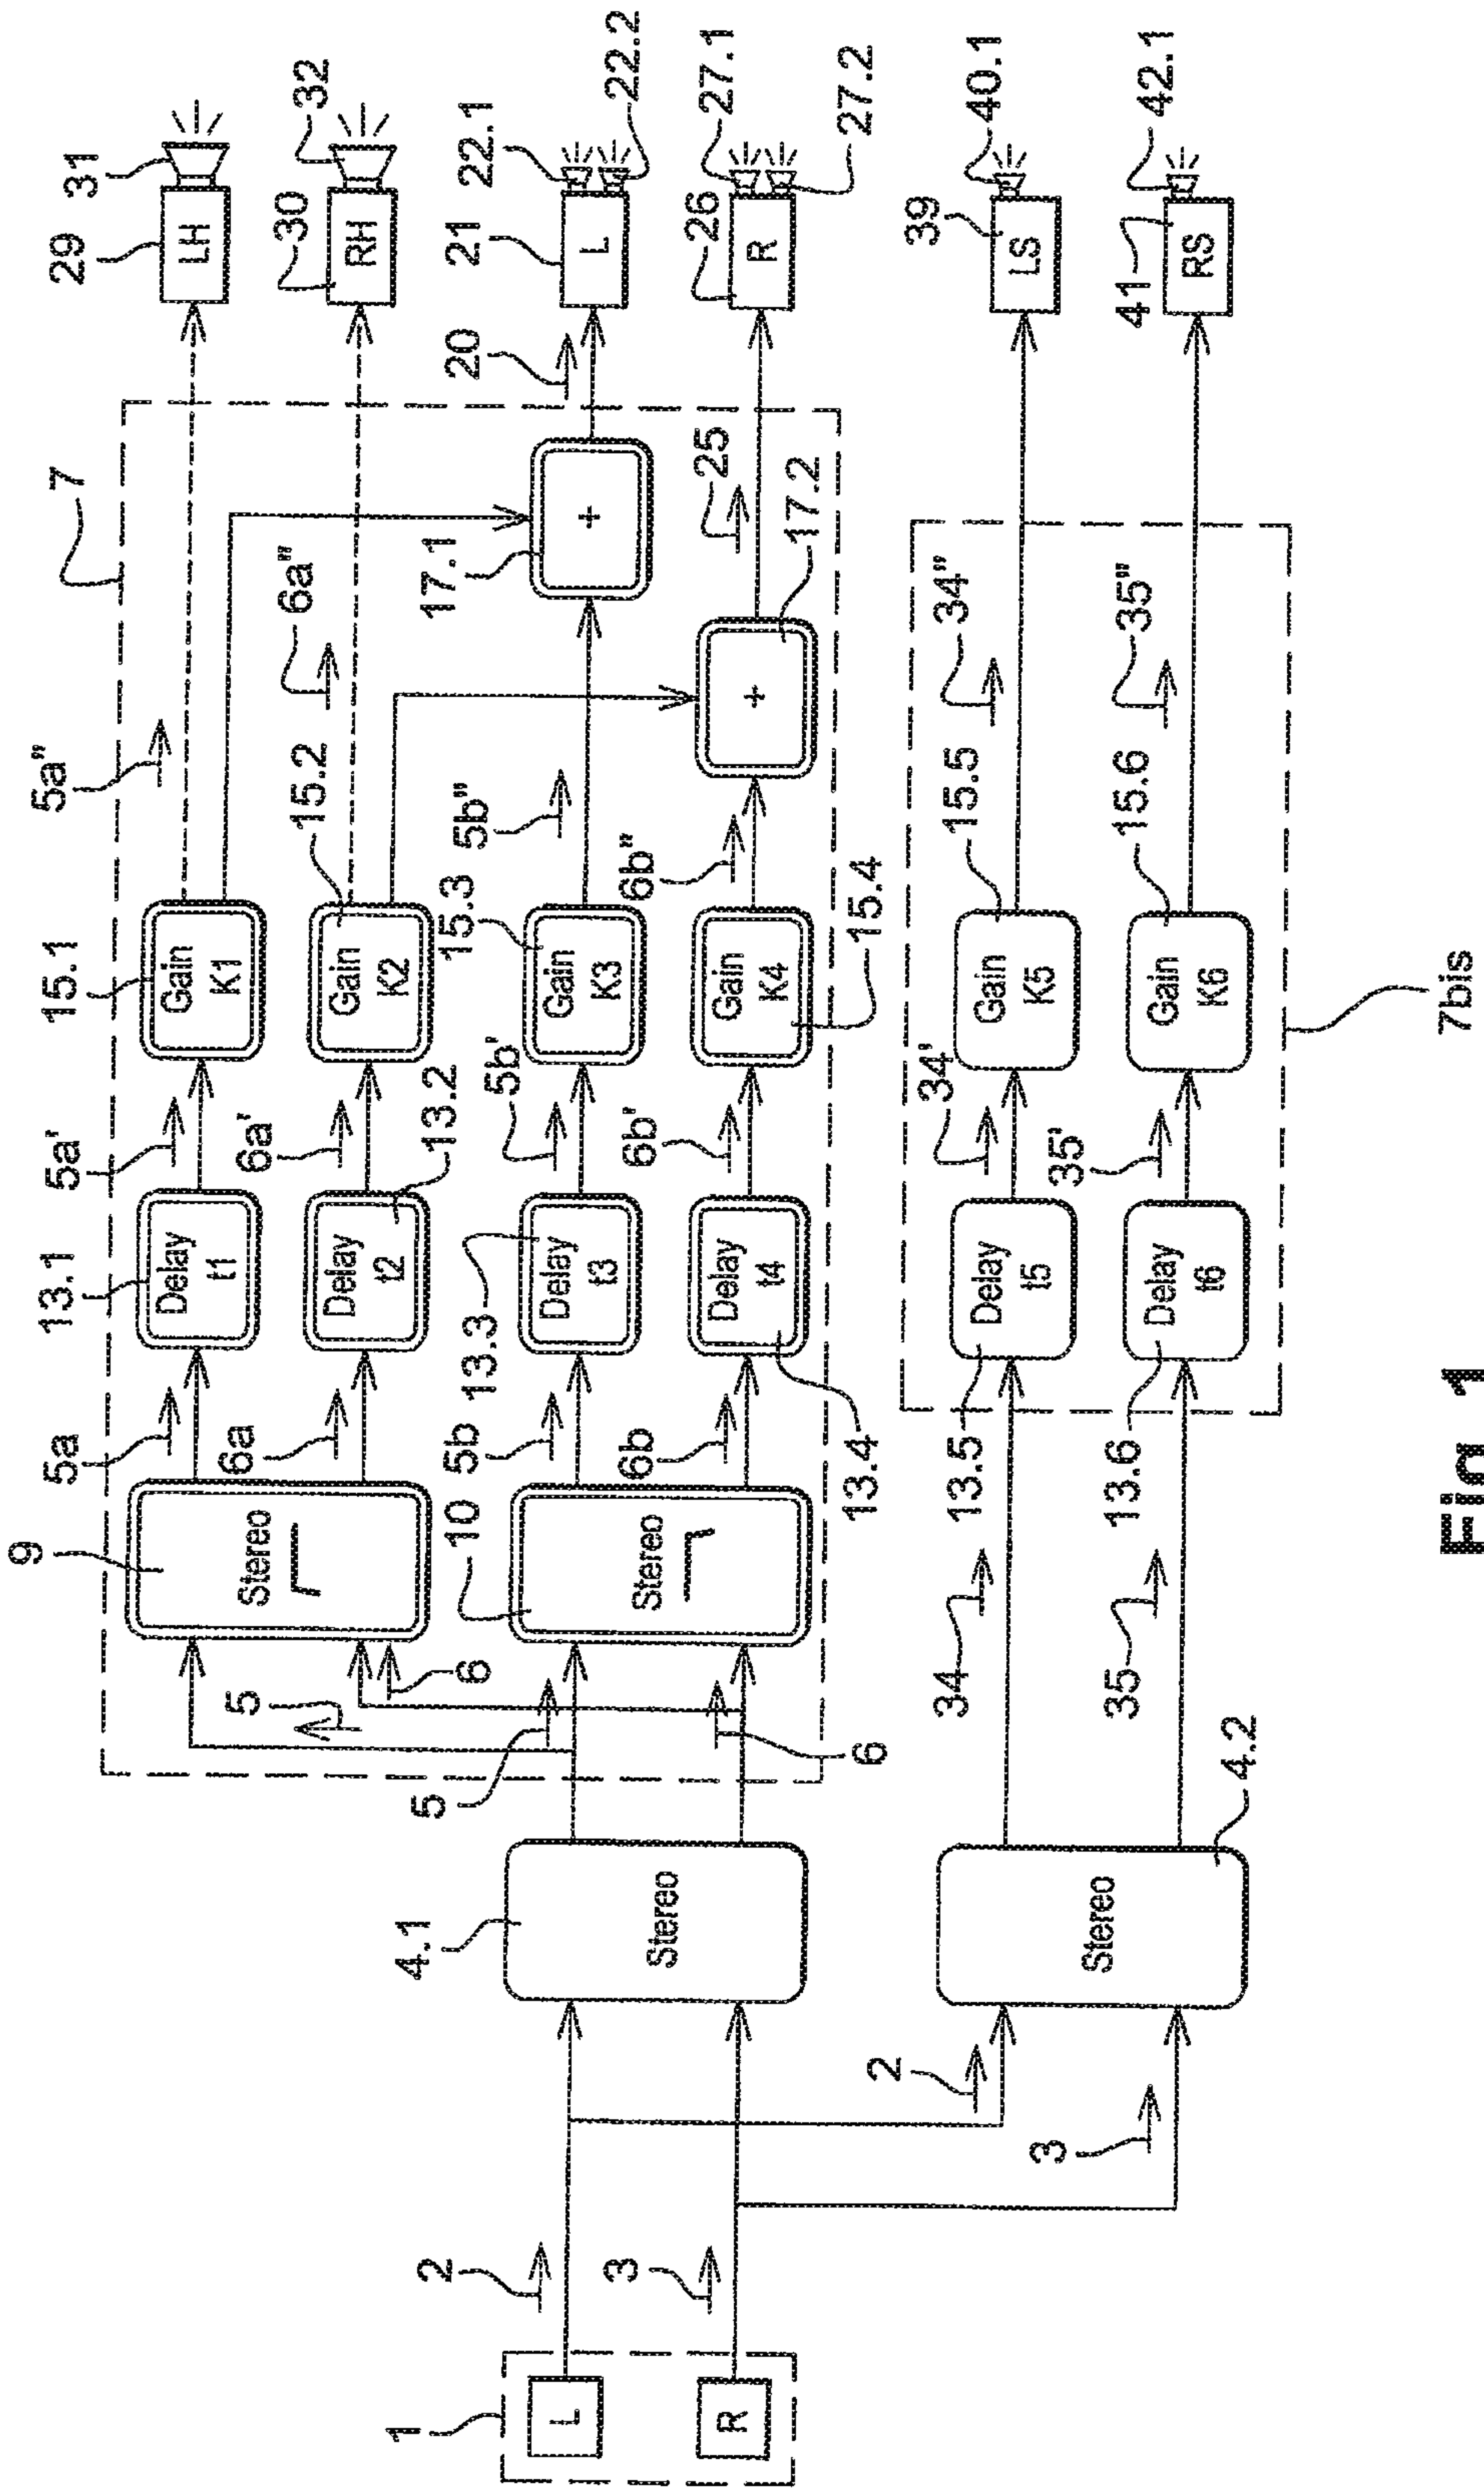 1
L
R
2
3
4.1
Stereo
2
3
4.2
Stereo
5
6
5
6
7
9
Stereo
10
Stereo
5a
6a
5b
6b
13.1
Delay
t1
13.2
Delay
t2
13.3
Delay
t3
13.4
Delay
t4
5a'
6a'
5b'
6b'
15.1
Gain
K1
15.2
Gain
K2
15.3
Gain
K3
15.4
Gain
K4
5a"
6a"
5b"
6b"
17.1
+
17.2
+
20
25
29
LH
31
30
RH
32
21
L
22.1
22.2
26
R
27.1
27.2
34
35
13.5
Delay
t5
13.6
Delay
t6
34'
35'
15.5
Gain
K5
15.6
Gain
K6
34"
35"
7bis
39
LS
40.1
41
RS
42.1